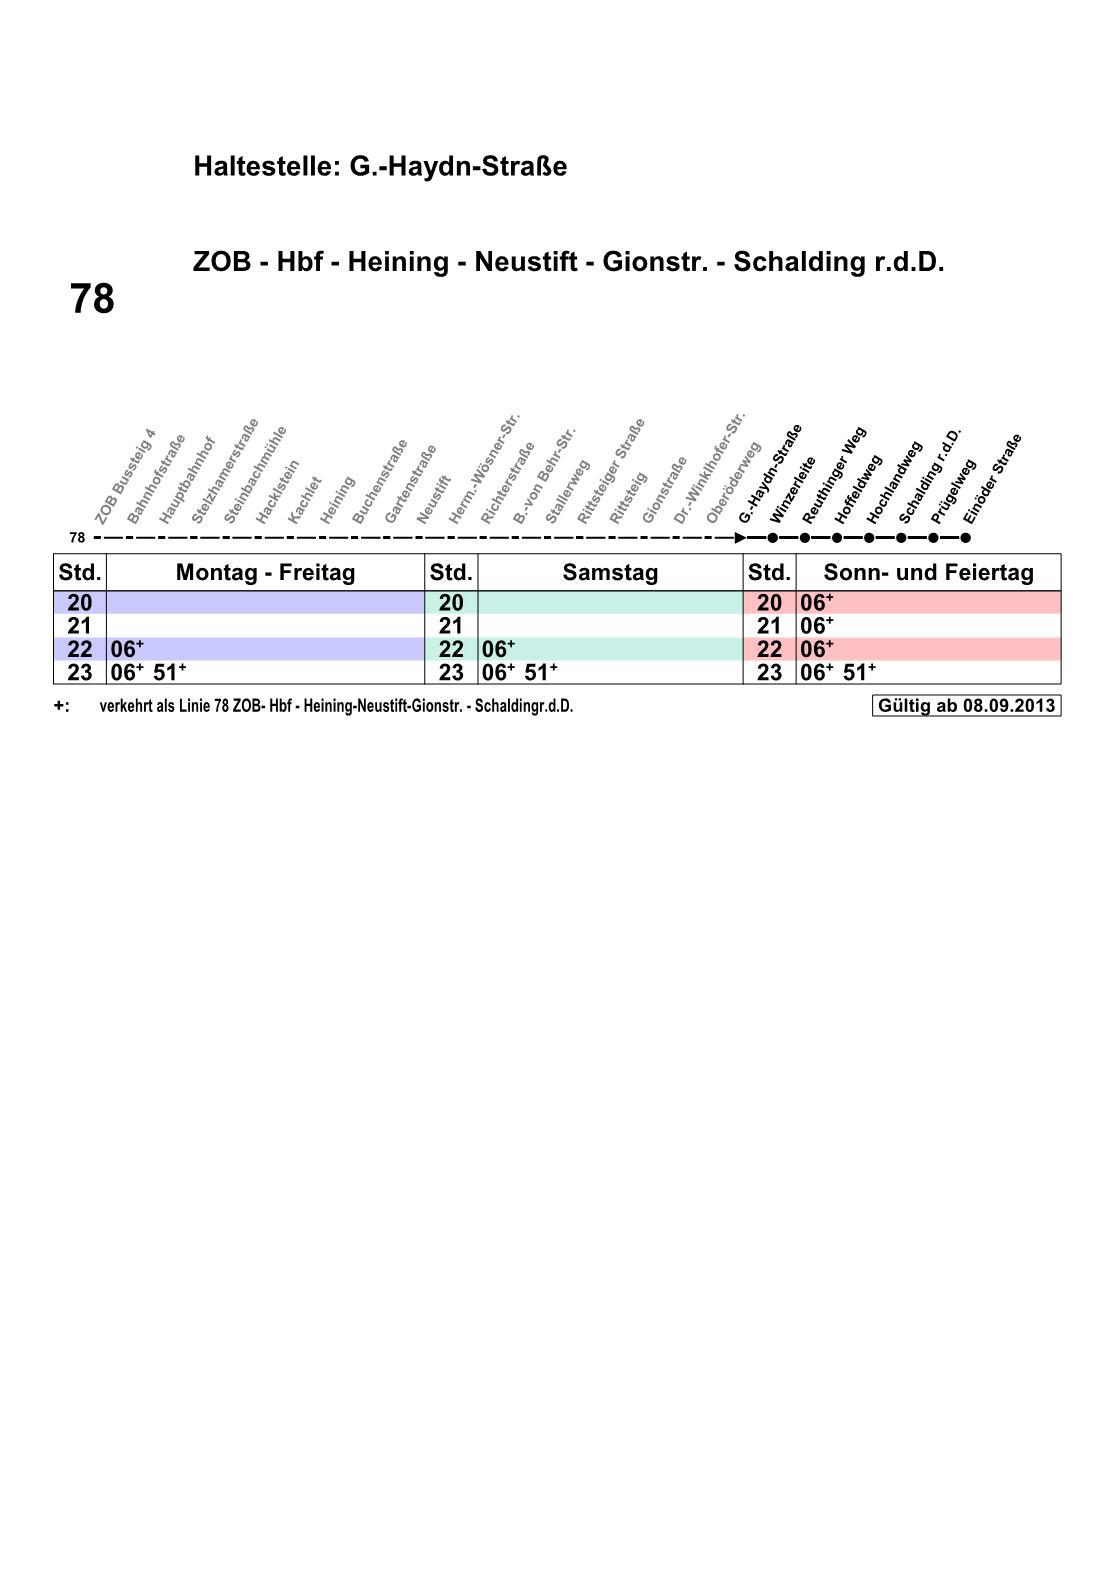 Haltestelle: G.-Haydn-Straße
ZOB - Hbf - Heining - Neustift - Gionstr. - Schalding r.d.D.
78
ZOB Bussteig 4
Bahnhofstraße
Hauptbahnhof
Stelzhamerstraße
Steinbachmühle
Hacklstein
Kachlet
Heining
Buchenstraße
Gartenstraße
Neustift
Herm.-Wösner-Str.
Richterstraße
B.-von Behr-Str.
Stallerweg
Rittsteiger Straße
Rittsteig
Gionstraße
Dr.-Winklhofer-Str.
Oberöderweg
G.-Haydn-Straße
Winzerleite
Reuthinger Weg
Hoffeldweg
Hochlandweg
Schalding r.d.D.
Prügelweg
Einöder Straße
78
Std. Montag - Freitag Std. Samstag Std. Sonn- und Feiertag
20 20 20 06+
21 21 21 06+
22 06+ 22 06+ 22 06+
23 06+ 51+ 23 06+ 51+ 23 06+ 51+
+: verkehrt als Linie 78 ZOB- Hbf - Heining-Neustift-Gionstr. - Schaldingr.d.D. Gültig ab 08.09.2013